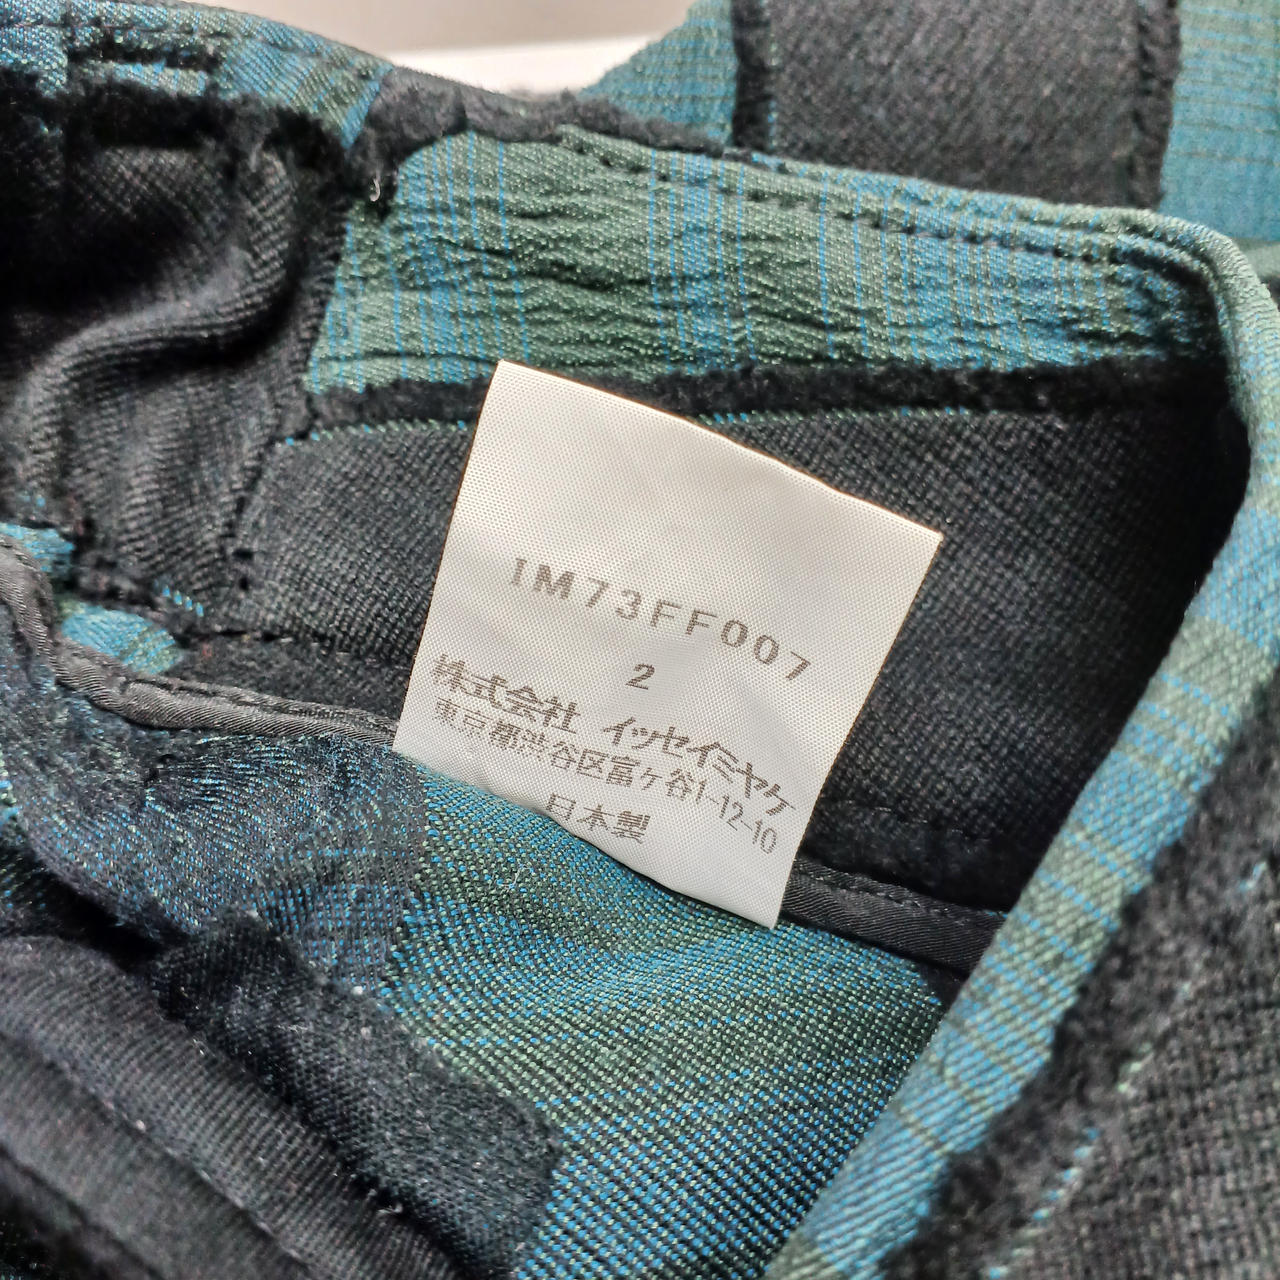 IM73FF007
2
株式会社 イッセイミヤケ
東京都渋谷区富ヶ谷1-12-10
日本製